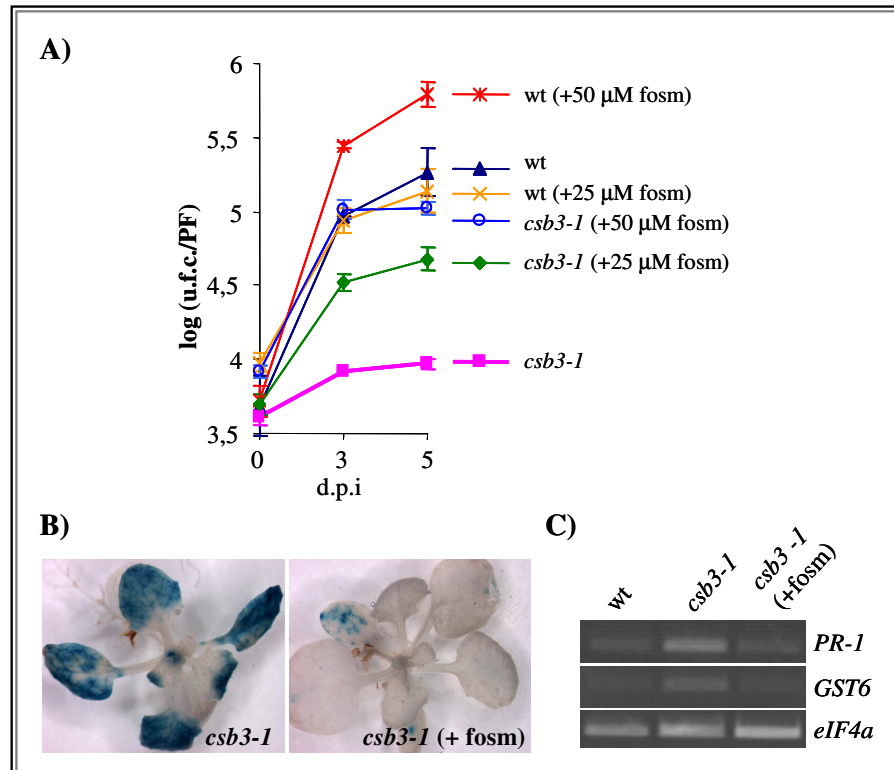 A)
6
5,5
5
4,5
4
3,5
0
3
5
log (u.f.c./PF)
d.p.i
wt (+50 μM fosm)
wt
wt (+25 μM fosm)
csb3-1 (+50 μM fosm)
csb3-1 (+25 μM fosm)
csb3-1
B)
csb3-1
csb3-1 (+ fosm)
C)
wt
csb3-1
csb3 -1
(+fosm)
PR-1
GST6
eIF4a